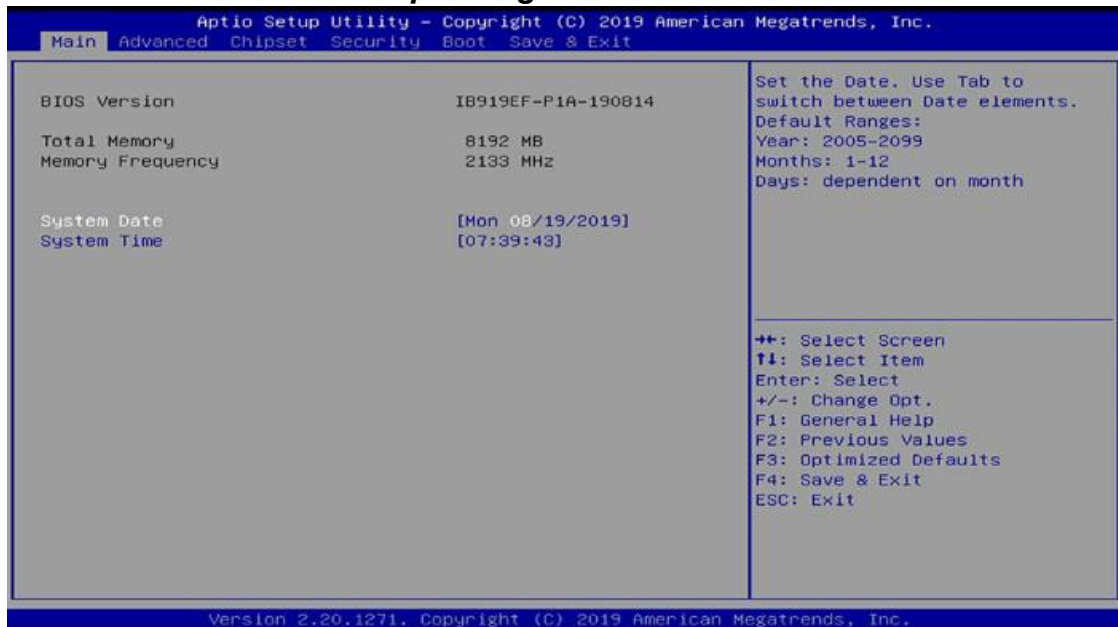 Aptio Setup Utility – Copyright (C) 2019 American Megatrends, Inc.
Main Advanced Chipset Security Boot Save & Exit
BIOS Version IB919EF-P1A-190814
Total Memory 8192 MB
Memory Frequency 2133 MHz
System Date [Mon 08/19/2019]
System Time [07:39:43]
Set the Date. Use Tab to
switch between Date elements.
Default Ranges:
Year: 2005-2099
Months: 1-12
Days: dependent on month
→←: Select Screen
↑↓: Select Item
Enter: Select
+/-: Change Opt.
F1: General Help
F2: Previous Values
F3: Optimized Defaults
F4: Save & Exit
ESC: Exit
Version 2.20.1271. Copyright (C) 2019 American Megatrends, Inc.